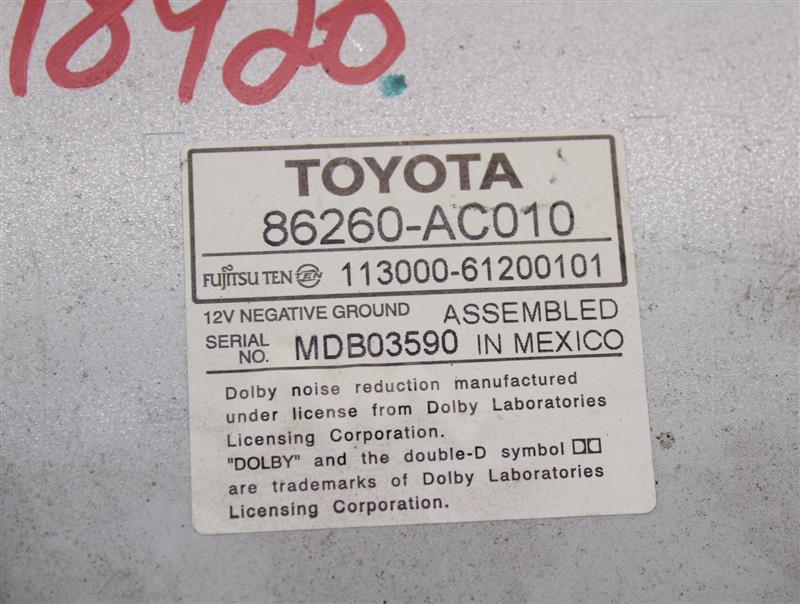 18420
TOYOTA
86260-AC010
FUJITSU TEN TEN 113000-61200101
12V NEGATIVE GROUND ASSEMBLED
SERIAL NO. MDB03590 IN MEXICO
Dolby noise reduction manufactured
under license from Dolby Laboratories
Licensing Corporation.
"DOLBY" and the double-D symbol
are trademarks of Dolby Laboratories
Licensing Corporation.